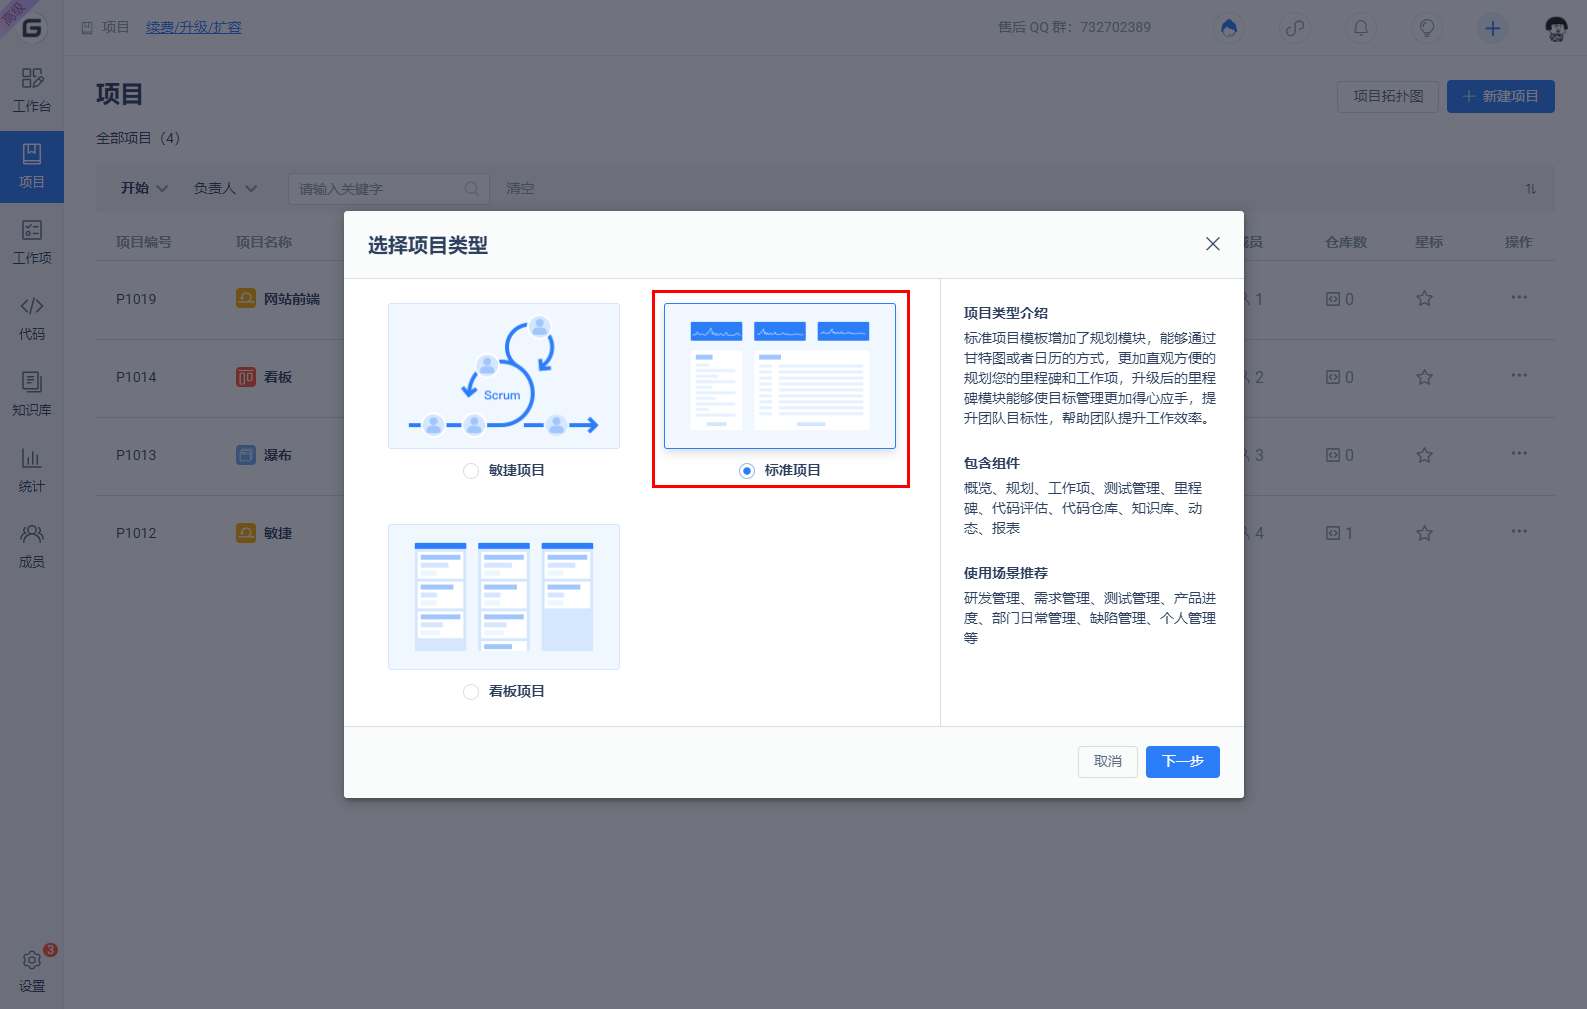 高级
项目
续费/升级/扩容
售后 QQ 群：732702389
工作台
项目
工作项
代码
知识库
统计
成员
3
设置
项目
项目拓扑图
新建项目
全部项目（4）
开始
负责人
请输入关键字
清空
项目编号
项目名称
员
仓库数
星标
操作
P1019
网站前端
1
0
P1014
看板
2
0
P1013
瀑布
3
0
P1012
敏捷
4
1
选择项目类型
Scrum
敏捷项目
标准项目
看板项目
项目类型介绍
标准项目模板增加了规划模块，能够通过
甘特图或者日历的方式，更加直观方便的
规划您的里程碑和工作项，升级后的里程
碑模块能够使目标管理更加得心应手，提
升团队目标性，帮助团队提升工作效率。
包含组件
概览、规划、工作项、测试管理、里程
碑、代码评估、代码仓库、知识库、动
态、报表
使用场景推荐
研发管理、需求管理、测试管理、产品进
度、部门日常管理、缺陷管理、个人管理
等
取消
下一步